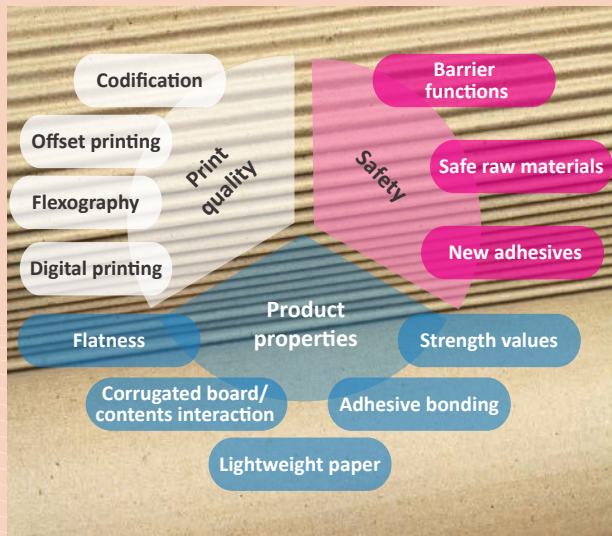 Codification
Offset printing
Flexography
Digital printing
Print
quality
Barrier
functions
Safe raw materials
New adhesives
Safety
Product
properties
Flatness
Corrugated board/
contents interaction
Lightweight paper
Adhesive bonding
Strength values